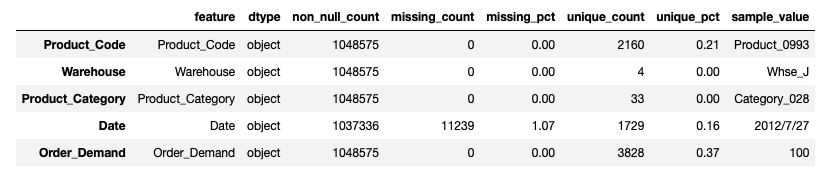 feature dtype non_null_count missing_count missing_pct unique_count unique_pct sample_value
Product_Code Product_Code object 1048575 0 0.00 2160 0.21 Product_0993
Warehouse Warehouse object 1048575 0 0.00 4 0.00 Whse_J
Product_Category Product_Category object 1048575 0 0.00 33 0.00 Category_028
Date Date object 1037336 11239 1.07 1729 0.16 2012/7/27
Order_Demand Order_Demand object 1048575 0 0.00 3828 0.37 100